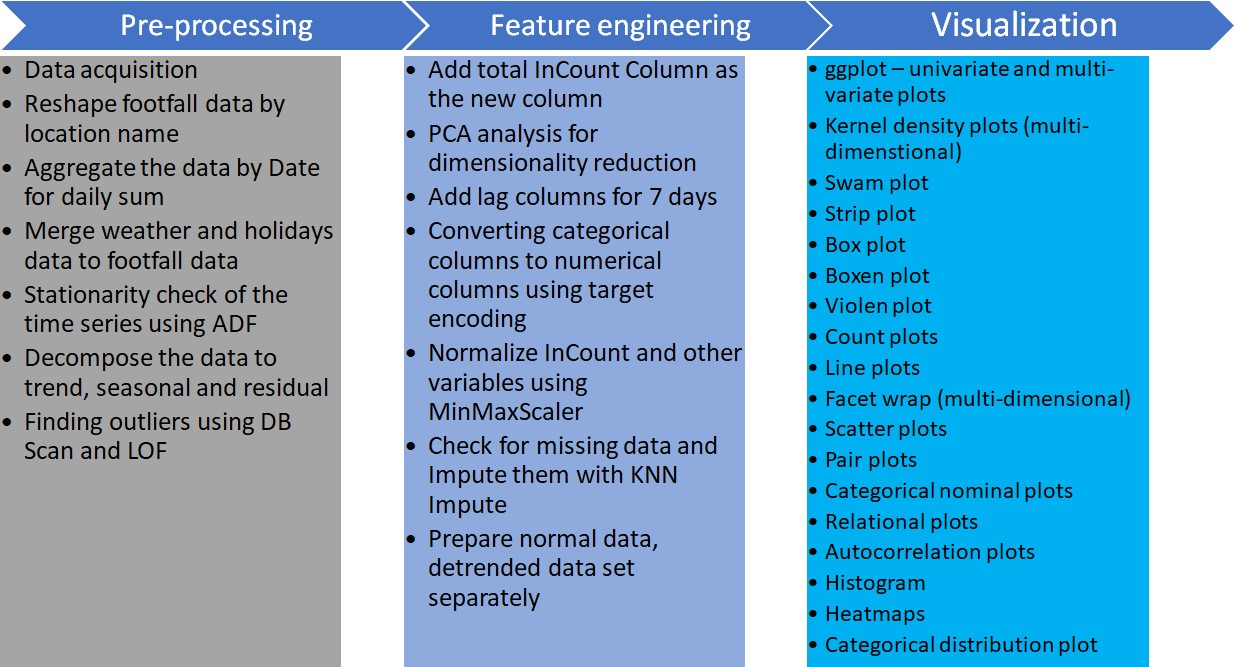 Pre-processing
• Data acquisition
• Reshape footfall data by
location name
• Aggregate the data by Date
for daily sum
• Merge weather and holidays
data to footfall data
• Stationarity check of the
time series using ADF
• Decompose the data to
trend, seasonal and residual
• Finding outliers using DB
Scan and LOF
Feature engineering
• Add total InCount Column as
the new column
• PCA analysis for
dimensionality reduction
• Add lag columns for 7 days
• Converting categorical
columns to numerical
columns using target
encoding
• Normalize InCount and other
variables using
MinMaxScaler
• Check for missing data and
Impute them with KNN
Impute
• Prepare normal data,
detrended data set
separately
Visualization
• ggplot – univariate and multi-
variate plots
• Kernel density plots (multi-
dimenstional)
• Swam plot
• Strip plot
• Box plot
• Boxen plot
• Violen plot
• Count plots
• Line plots
• Facet wrap (multi-dimensional)
• Scatter plots
• Pair plots
• Categorical nominal plots
• Relational plots
• Autocorrelation plots
• Histogram
• Heatmaps
• Categorical distribution plot